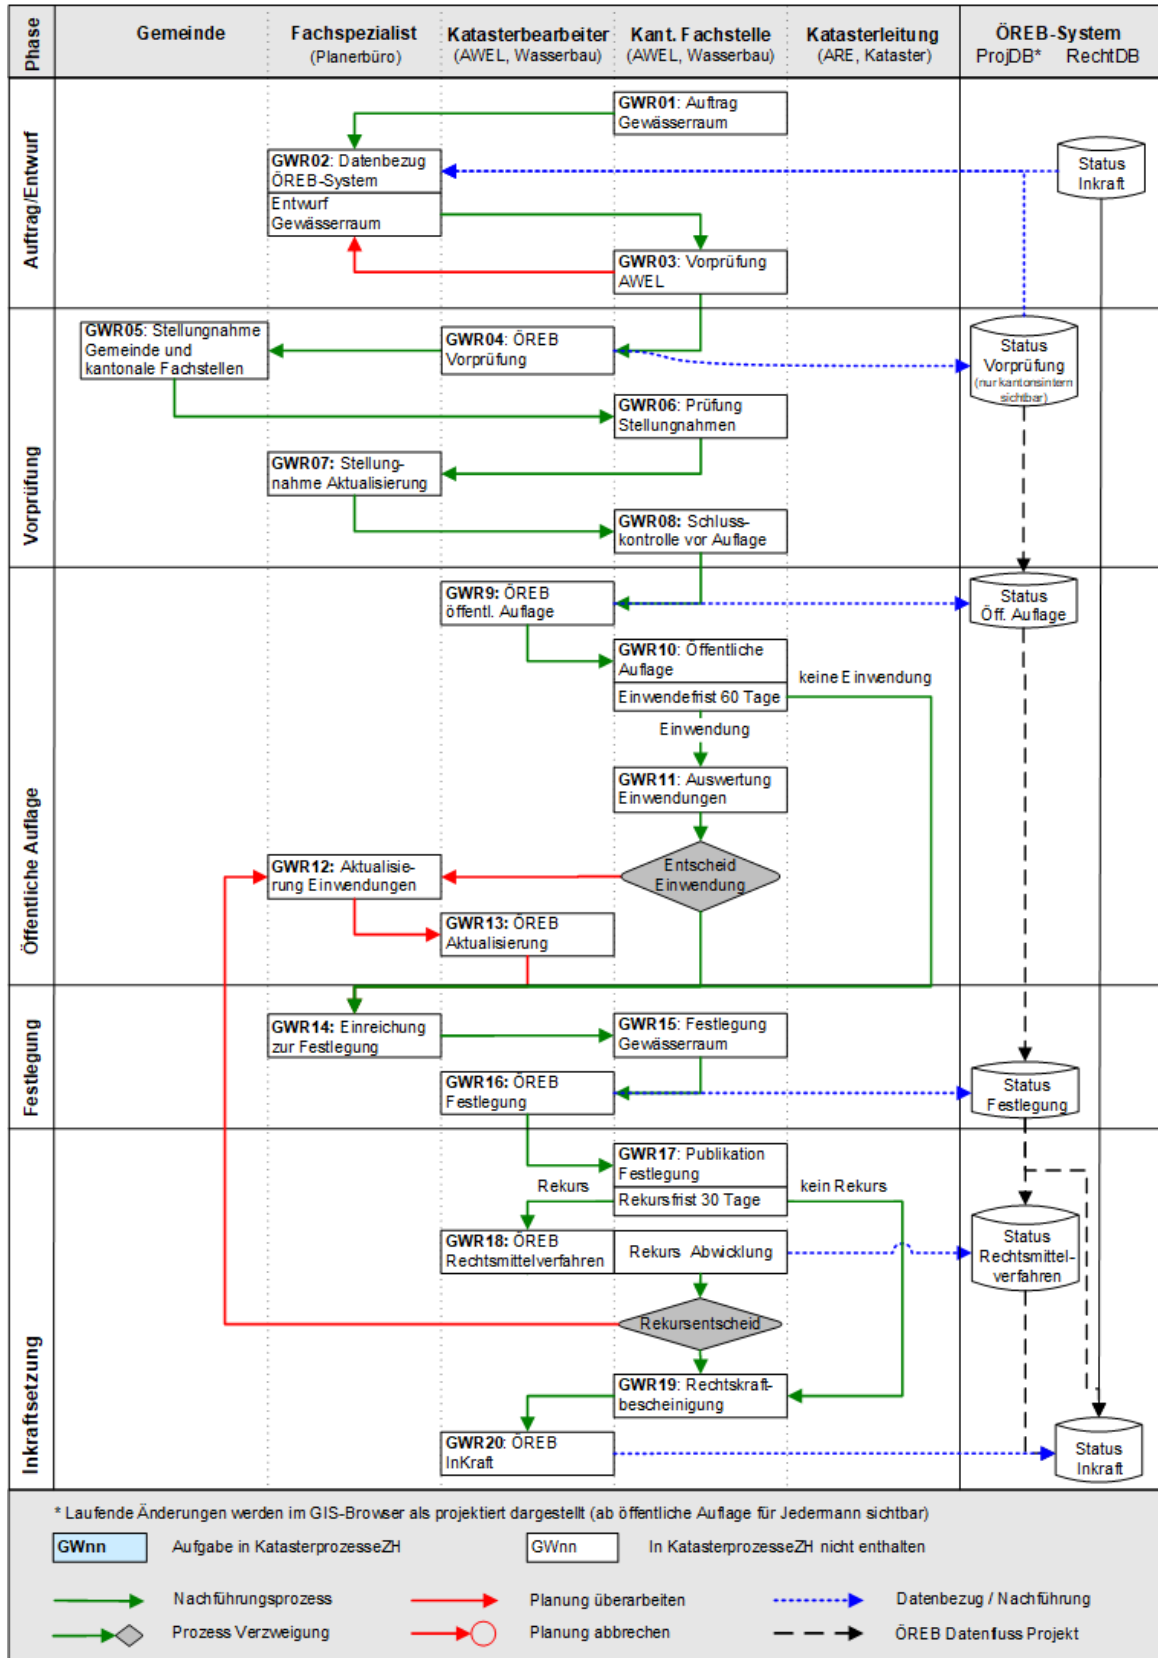 Phase
Gemeinde
Fachspezialist
(Planerbüro)
Katasterbearbeiter
(AWEL, Wasserbau)
Kant. Fachstelle
(AWEL, Wasserbau)
Katasterleitung
(ARE, Kataster)
ÖREB-System
ProjDB* RechtDB
Auftrag/Entwurf
GWR01: Auftrag
Gewässerraum
GWR02: Datenbezug
ÖREB-System
Entwurf
Gewässerraum
GWR03: Vorprüfung
AWEL
Status
Inkraft
Vorprüfung
GWR05: Stellungnahme
Gemeinde und
kantonale Fachstellen
GWR04: ÖREB
Vorprüfung
Status
Vorprüfung
(nur kantonsintern
sichtbar)
GWR06: Prüfung
Stellungnahmen
GWR07: Stellung-
nahme Aktualisierung
GWR08: Schluss-
kontrolle vor Auflage
Öffentliche Auflage
GWR9: ÖREB
öffentl. Auflage
Status
Öff. Auflage
GWR10: Öffentliche
Auflage
Einwendefrist 60 Tage
keine Einwendung
Einwendung
GWR11: Auswertung
Einwendungen
Entscheid
Einwendung
GWR12: Aktualisie-
rung Einwendungen
GWR13: ÖREB
Aktualisierung
Festlegung
GWR14: Einreichung
zur Festlegung
GWR15: Festlegung
Gewässerraum
GWR16: ÖREB
Festlegung
Status
Festlegung
Inkraftsetzung
GWR17: Publikation
Festlegung
Rekurs
Rekursfrist 30 Tage
kein Rekurs
GWR18: ÖREB
Rechtsmittelverfahren
Rekurs Abwicklung
Status
Rechtsmittel-
verfahren
Rekursentscheid
GWR19: Rechtskraft-
bescheinigung
GWR20: ÖREB
InKraft
Status
Inkraft
* Laufende Änderungen werden im GIS-Browser als projektiert dargestellt (ab öffentliche Auflage für Jedermann sichtbar)
GWnn
Aufgabe in KatasterprozesseZH
GWnn
In KatasterprozesseZH nicht enthalten
Nachführungsprozess
Planung überarbeiten
Datenbezug / Nachführung
Prozess Verzweigung
Planung abbrechen
ÖREB Datenfluss Projekt